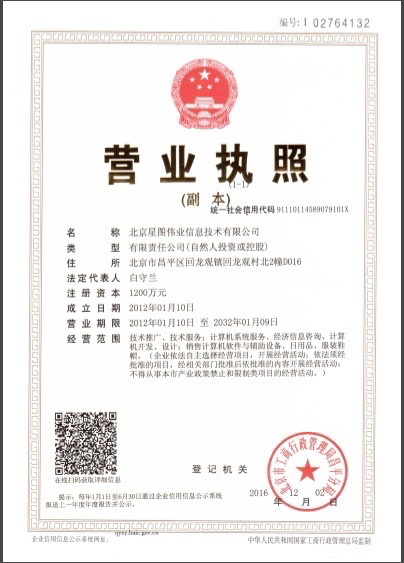 编号:I 02764132
营业执照
(副 本)
(1-1)
统一社会信用代码 91110114589079101X
名 称 北京星图伟业信息技术有限公司
类 型 有限责任公司(自然人投资或控股)
住 所 北京市昌平区回龙观镇回龙观村北2幢D016
法定代表人 白守兰
注册资本 1200万元
成立日期 2012年01月10日
营业期限 2012年01月10日 至 2032年01月09日
经营范围 技术推广、技术服务；计算机系统服务、经济信息咨询、计算
机开发、设计；销售计算机软件与辅助设备、日用品、服装鞋
帽。（企业依法自主选择经营项目，开展经营活动；依法须经
批准的项目，经相关部门批准后依批准的内容开展经营活动；
不得从事本市产业政策禁止和限制类项目的经营活动。）
在线扫码获取详细信息
登记机关
北京市工商行政管理局昌平分局
提示：每年1月1日至6月30日通过企业信用信息公示系统
报送上一年度年度报告并公示。
2016 年 12 月 02 日
qyxy.baic.gov.cn
企业信用信息公示系统网址：
中华人民共和国国家工商行政管理总局监制